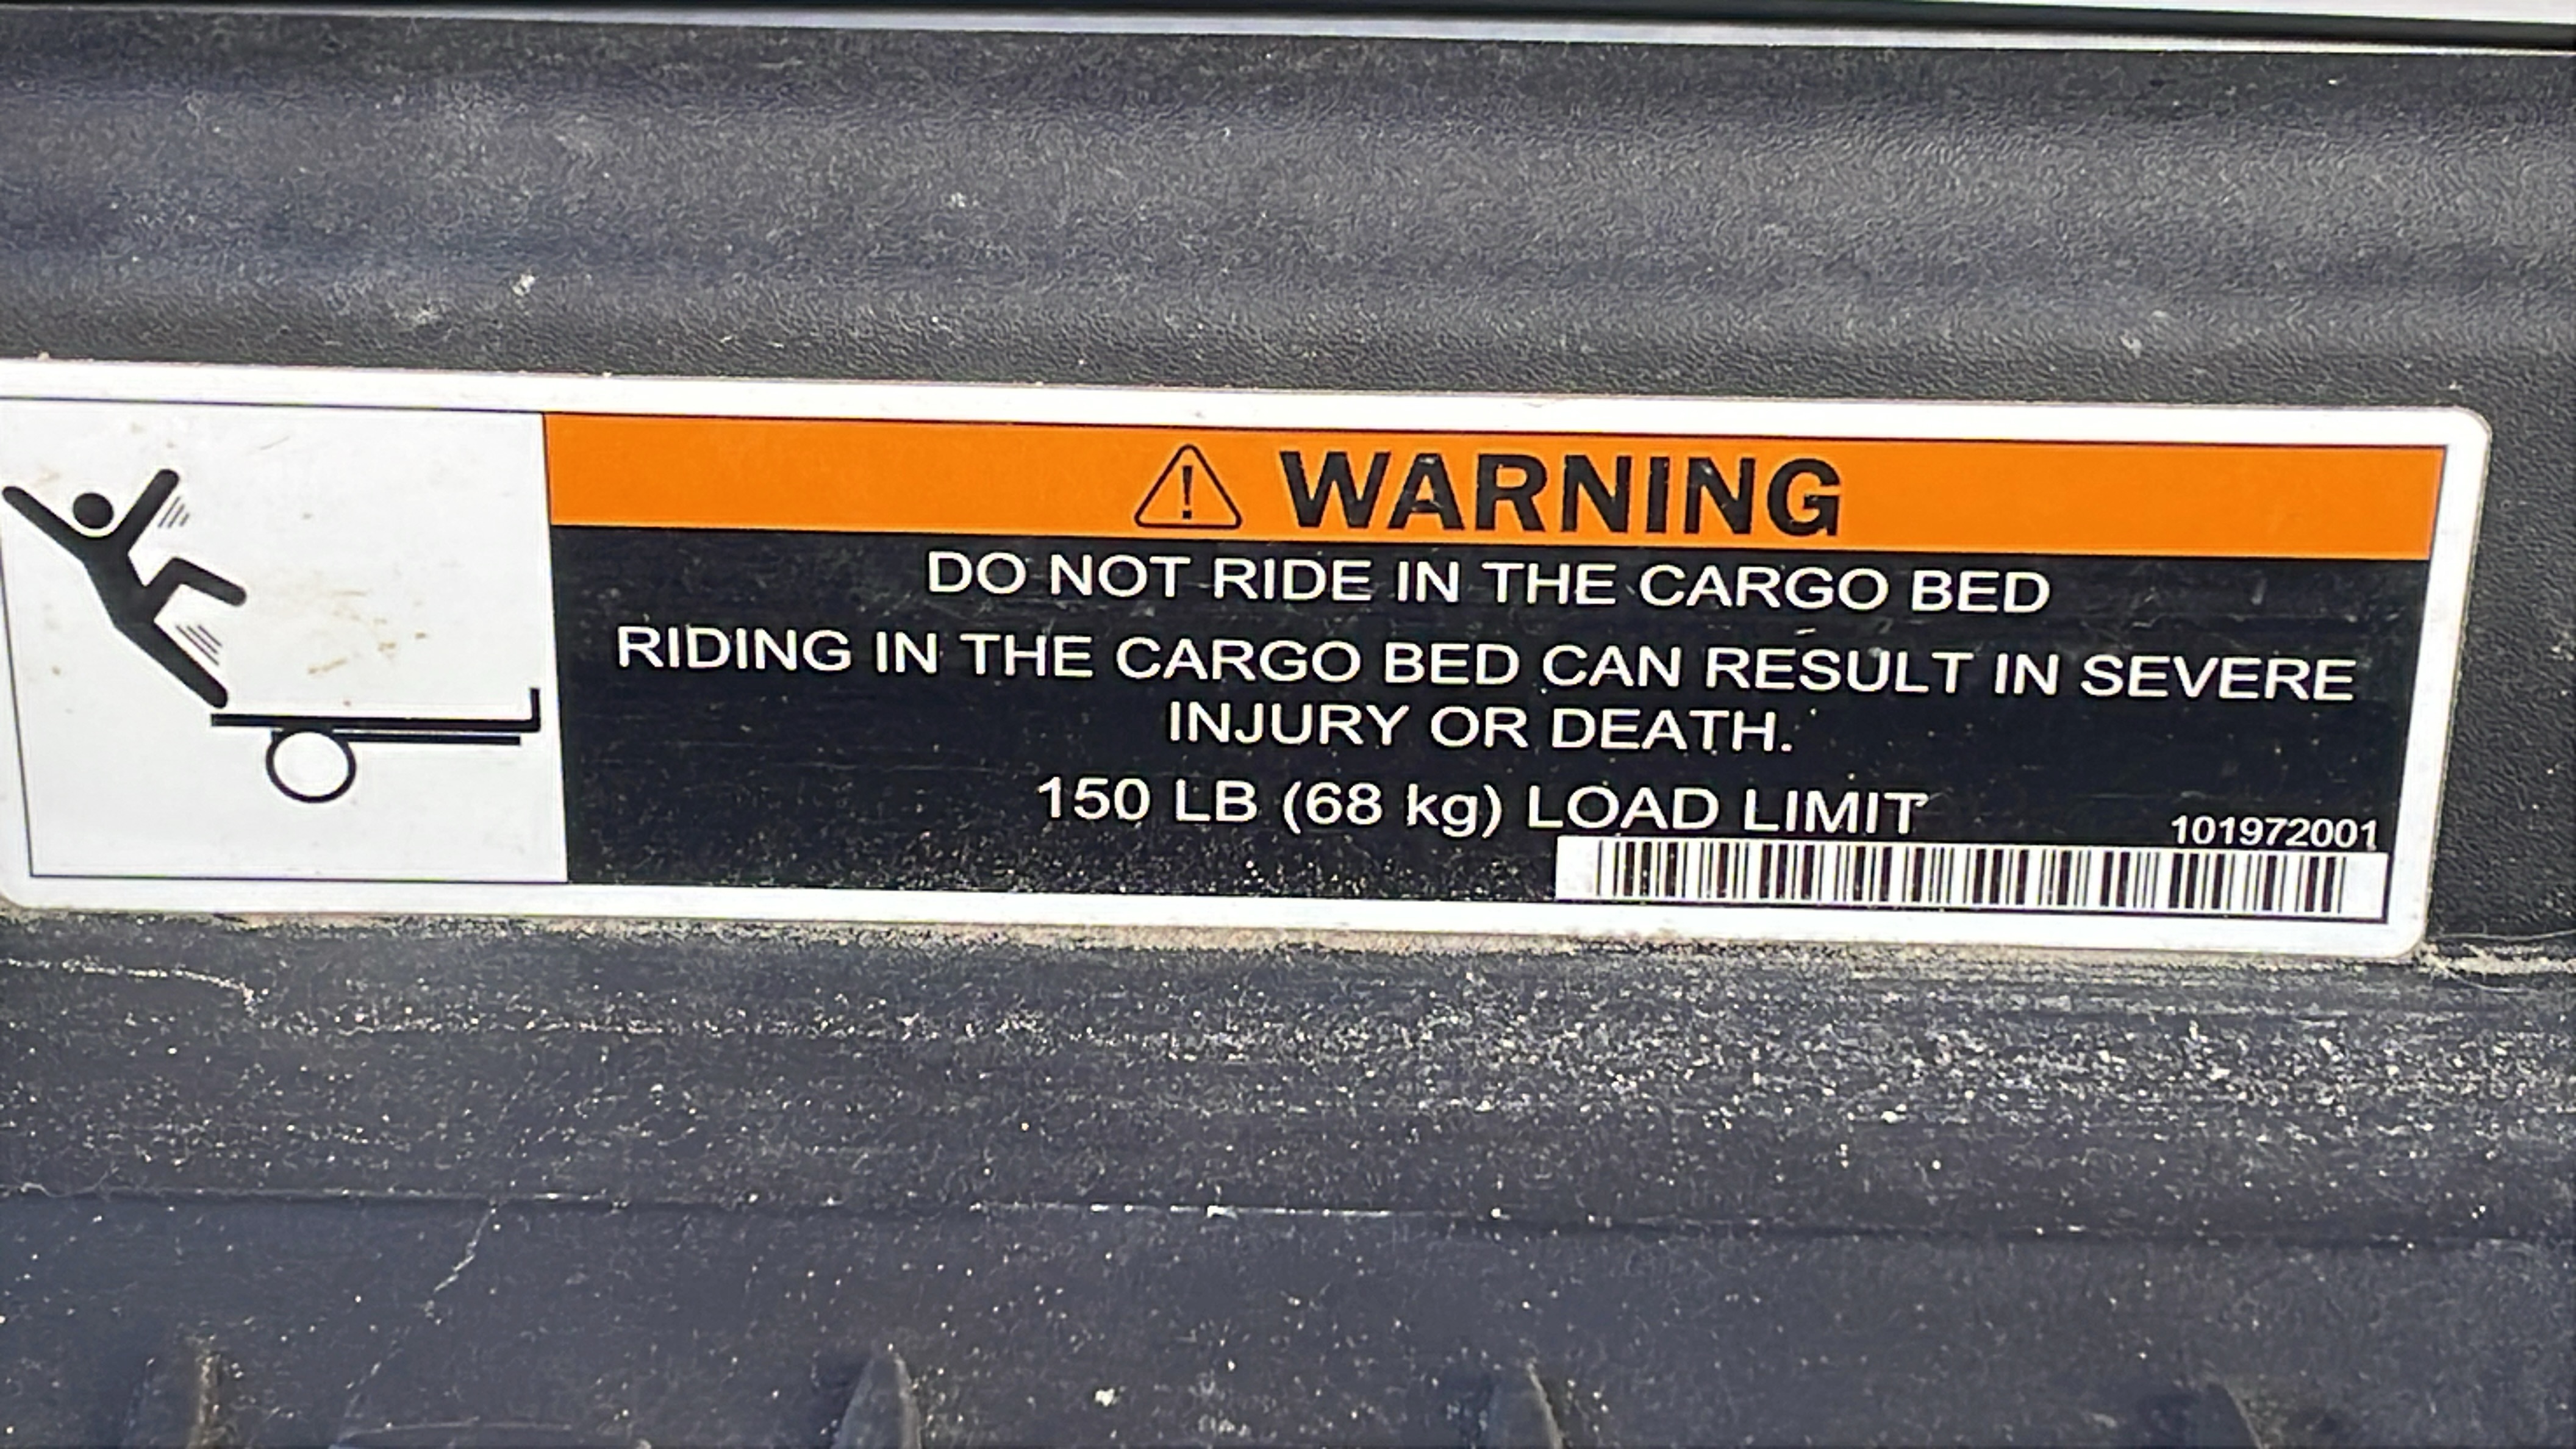 WARNING
DO NOT RIDE IN THE CARGO BED
RIDING IN THE CARGO BED CAN RESULT IN SEVERE
INJURY OR DEATH.
150 LB (68 kg) LOAD LIMIT
101972001